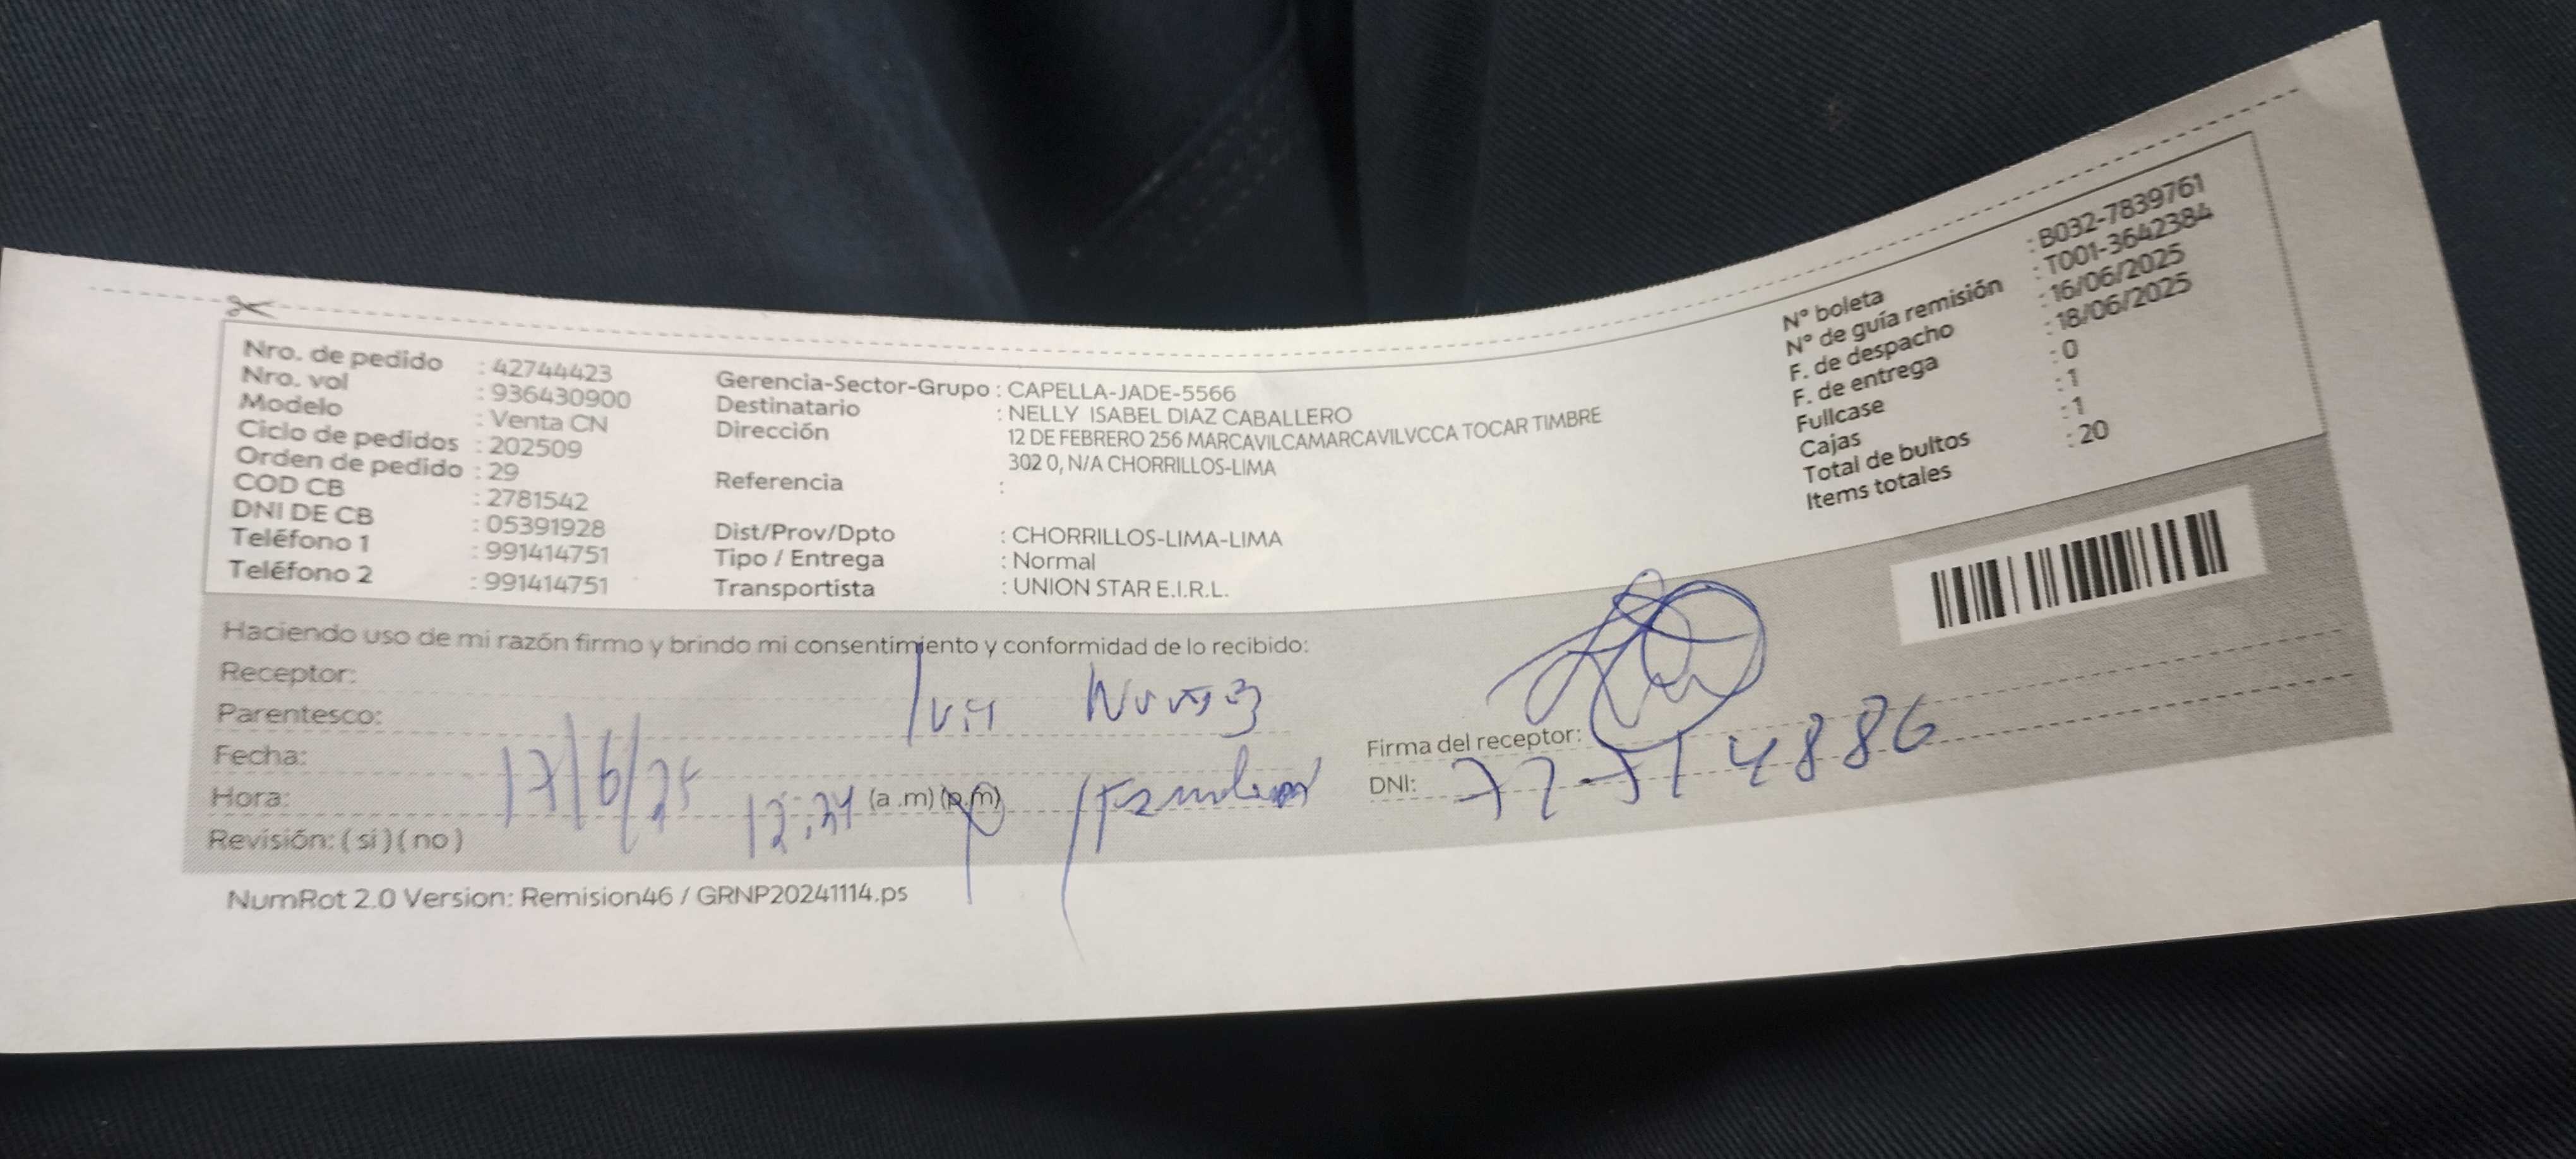 Nro. de pedido : 42744423
Nro. vol : 936430900
Modelo : Venta CN
Ciclo de pedidos : 202509
Orden de pedido : 29
COD CB : 2781542
DNI DE CB : 05391928
Teléfono 1 : 991414751
Teléfono 2 : 991414751
Gerencia-Sector-Grupo : CAPELLA-JADE-5566
Destinatario : NELLY ISABEL DIAZ CABALLERO
Dirección 12 DE FEBRERO 256 MARCAVILCAMARCAVILVCCA TOCAR TIMBRE
302 0, N/A CHORRILLOS-LIMA
Referencia :
Dist/Prov/Dpto : CHORRILLOS-LIMA-LIMA
Tipo / Entrega : Normal
Transportista : UNION STAR E.I.R.L.
N° boleta : B032-7839761
N° de guía remisión : T001-3642384
F. de despacho : 16/06/2025
F. de entrega : 18/06/2025
Fullcase : 0
Cajas : 1
Total de bultos : 1
Items totales : 20
Haciendo uso de mi razón firmo y brindo mi consentimiento y conformidad de lo recibido:
Receptor:
Parentesco:
Fecha: 17/6/25
Hora: (a .m) (p.m)
Revisión: ( si ) ( no )
Firma del receptor:
DNI:
NumRot 2.0 Version: Remision46 / GRNP20241114.ps